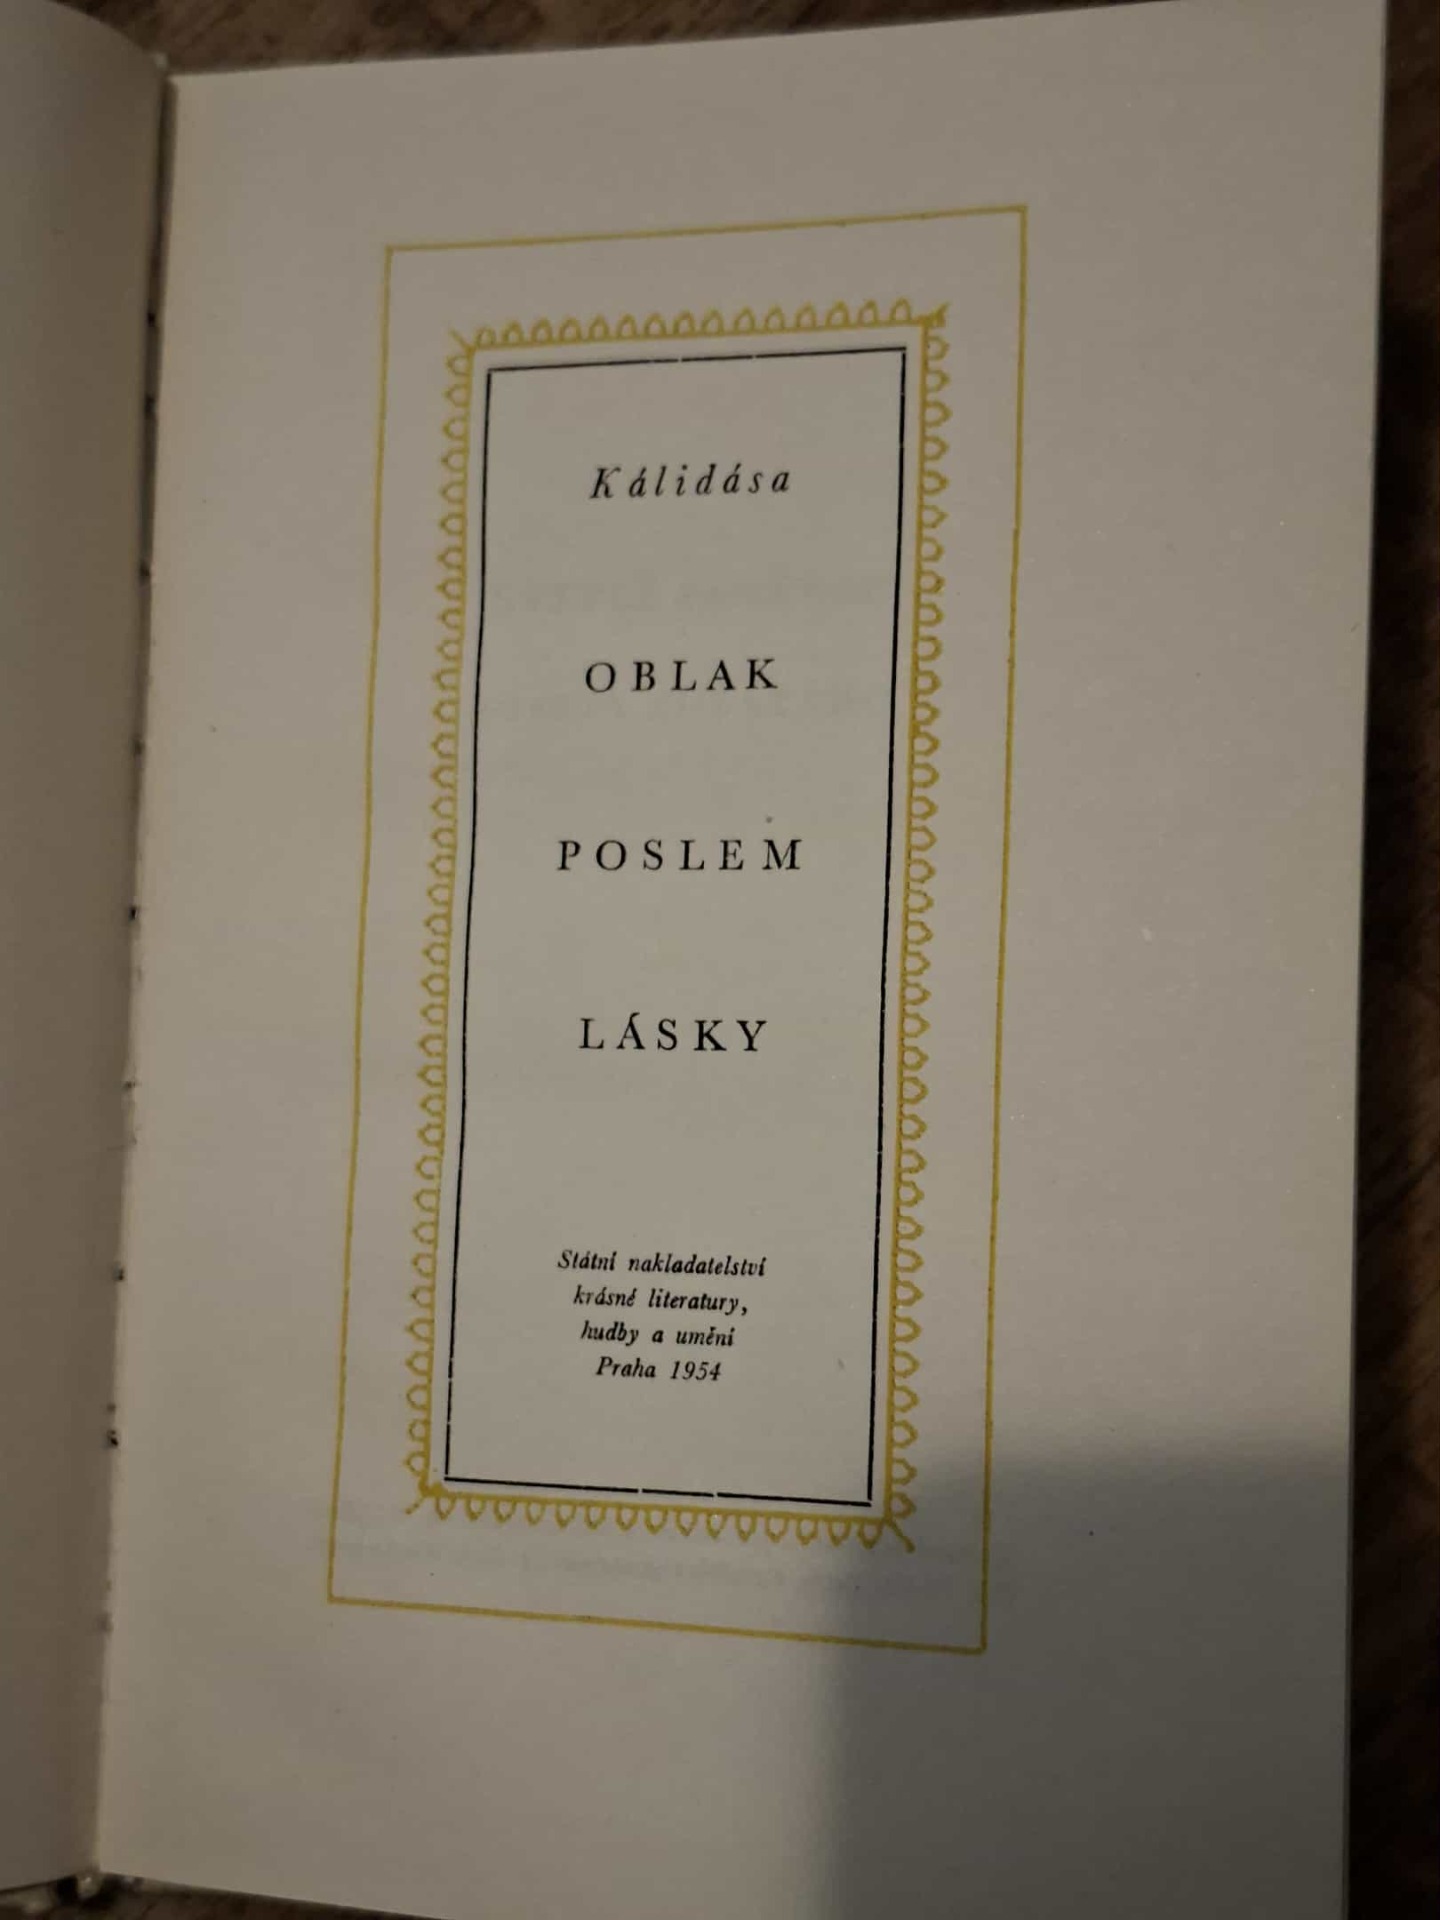 Kálidása
OBLAK
POSLEM
LÁSKY
Státní nakladatelství
krásné literatury,
hudby a umění
Praha 1954